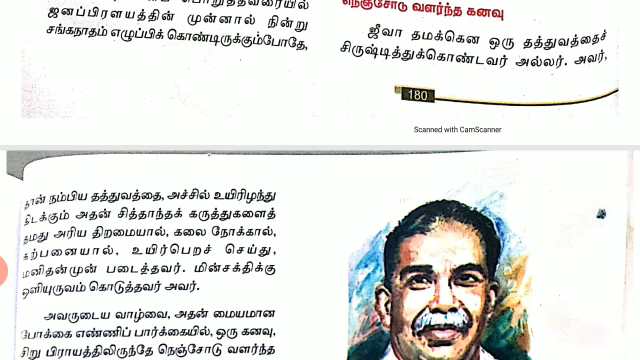 பொறுத்தவரையில்
ஜனப்பிரளயத்தின் முன்னால் நின்று
சங்கநாதம் எழுப்பிக் கொண்டிருக்கும்போதே,
நெஞ்சோடு வளர்ந்த கனவு
ஜீவா தமக்கென ஒரு தத்துவத்தைச்
சிருஷ்டித்துக்கொண்டவர் அல்லர். அவர்,
180
Scanned with CamScanner
தான் நம்பிய தத்துவத்தை, அச்சில் உயிரிழந்து
கிடக்கும் அதன் சித்தாந்தக் கருத்துகளைத்
தமது அரிய திறமையால், கலை நோக்கால்,
கற்பனையால், உயிர்பெறச் செய்து,
மனிதன்முன் படைத்தவர். மின்சக்திக்கு
ஒளியுருவம் கொடுத்தவர் அவர்.
அவருடைய வாழ்வை, அதன் மையமான
போக்கை எண்ணிப் பார்க்கையில், ஒரு கனவு,
சிறு பிராயத்திலிருந்தே நெஞ்சோடு வளர்ந்த